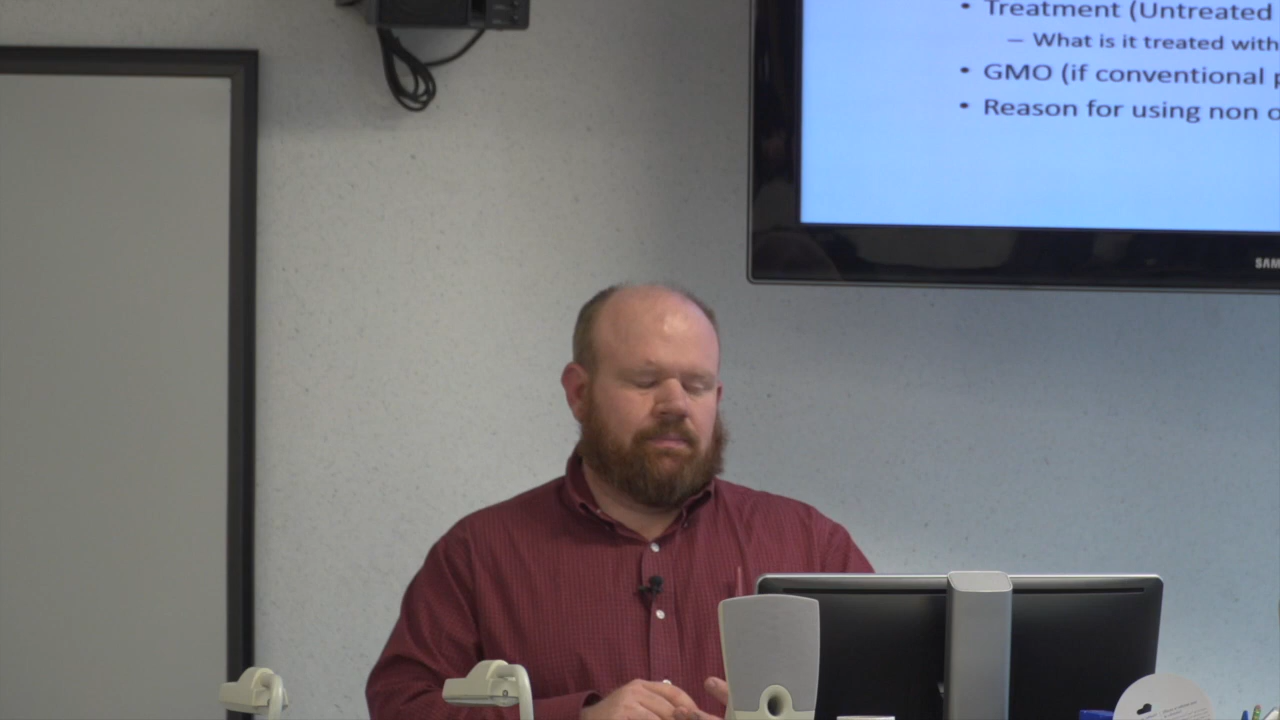 • Treatment (Untreated
– What is it treated with
• GMO (if conventional
• Reason for using non
SAM